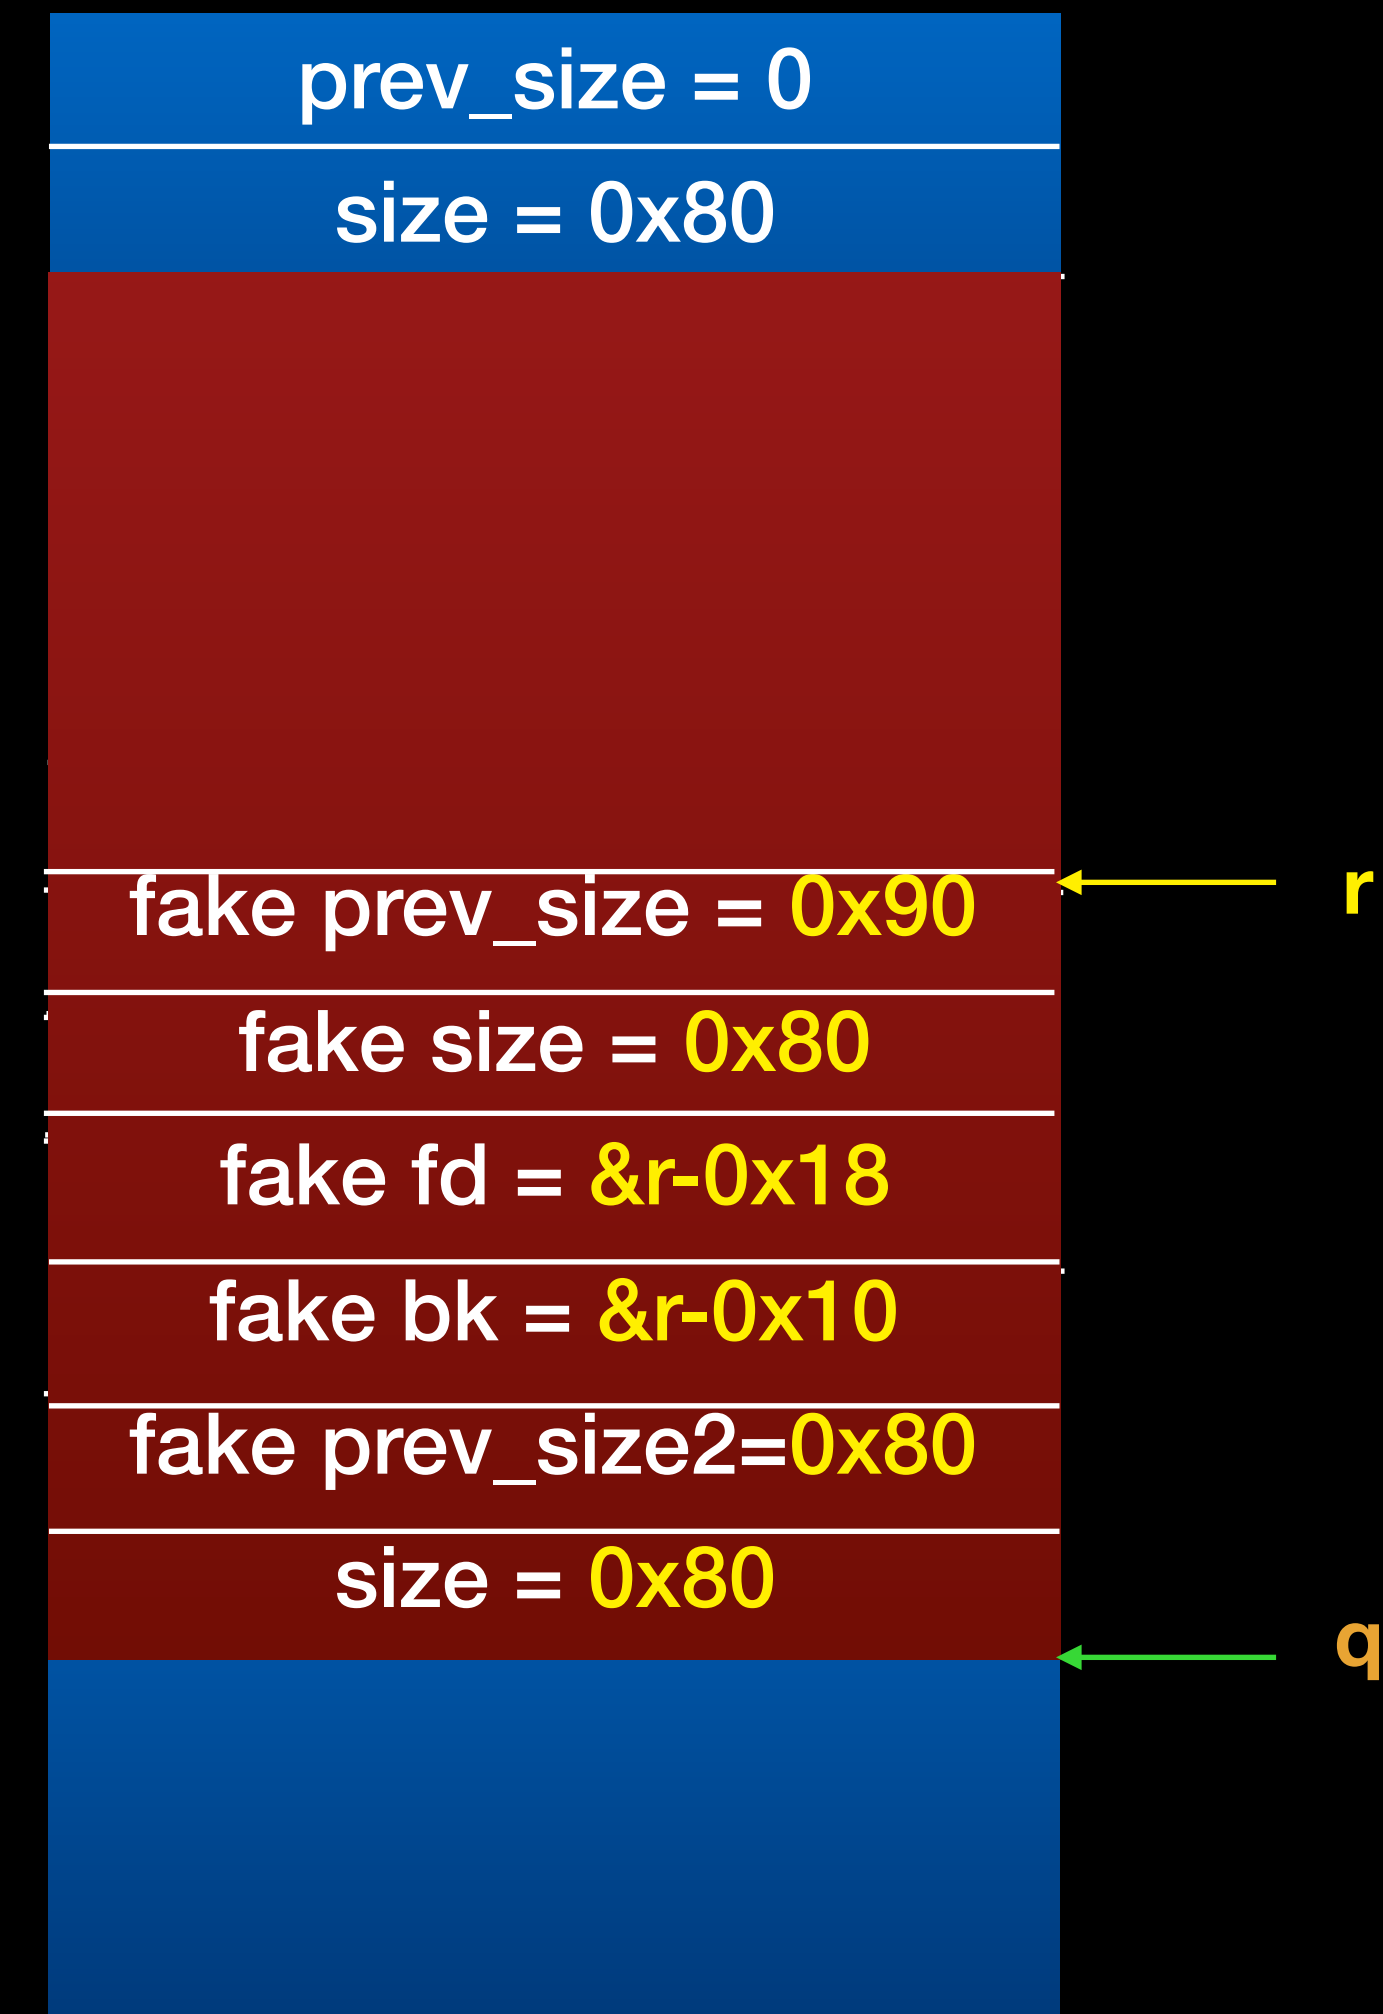 prev_size = 0
size = 0x80
fake prev_size = 0x90
r
fake size = 0x80
fake fd = &r-0x18
fake bk = &r-0x10
fake prev_size2=0x80
size = 0x80
q